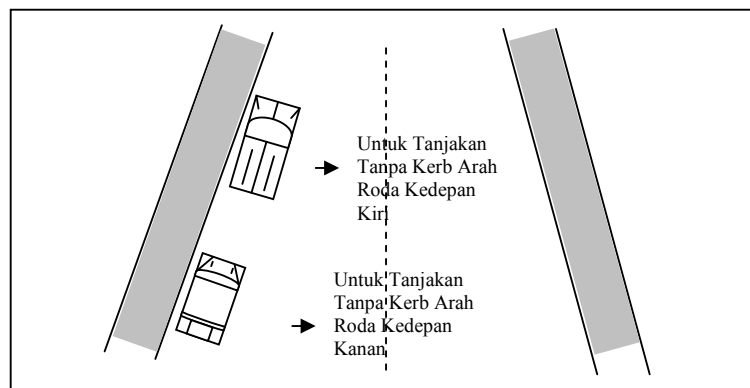 Untuk Tanjakan
Tanpa Kerb Arah
Roda Kedepan
Kiri
Untuk Tanjakan
Tanpa Kerb Arah
Roda Kedepan
Kanan